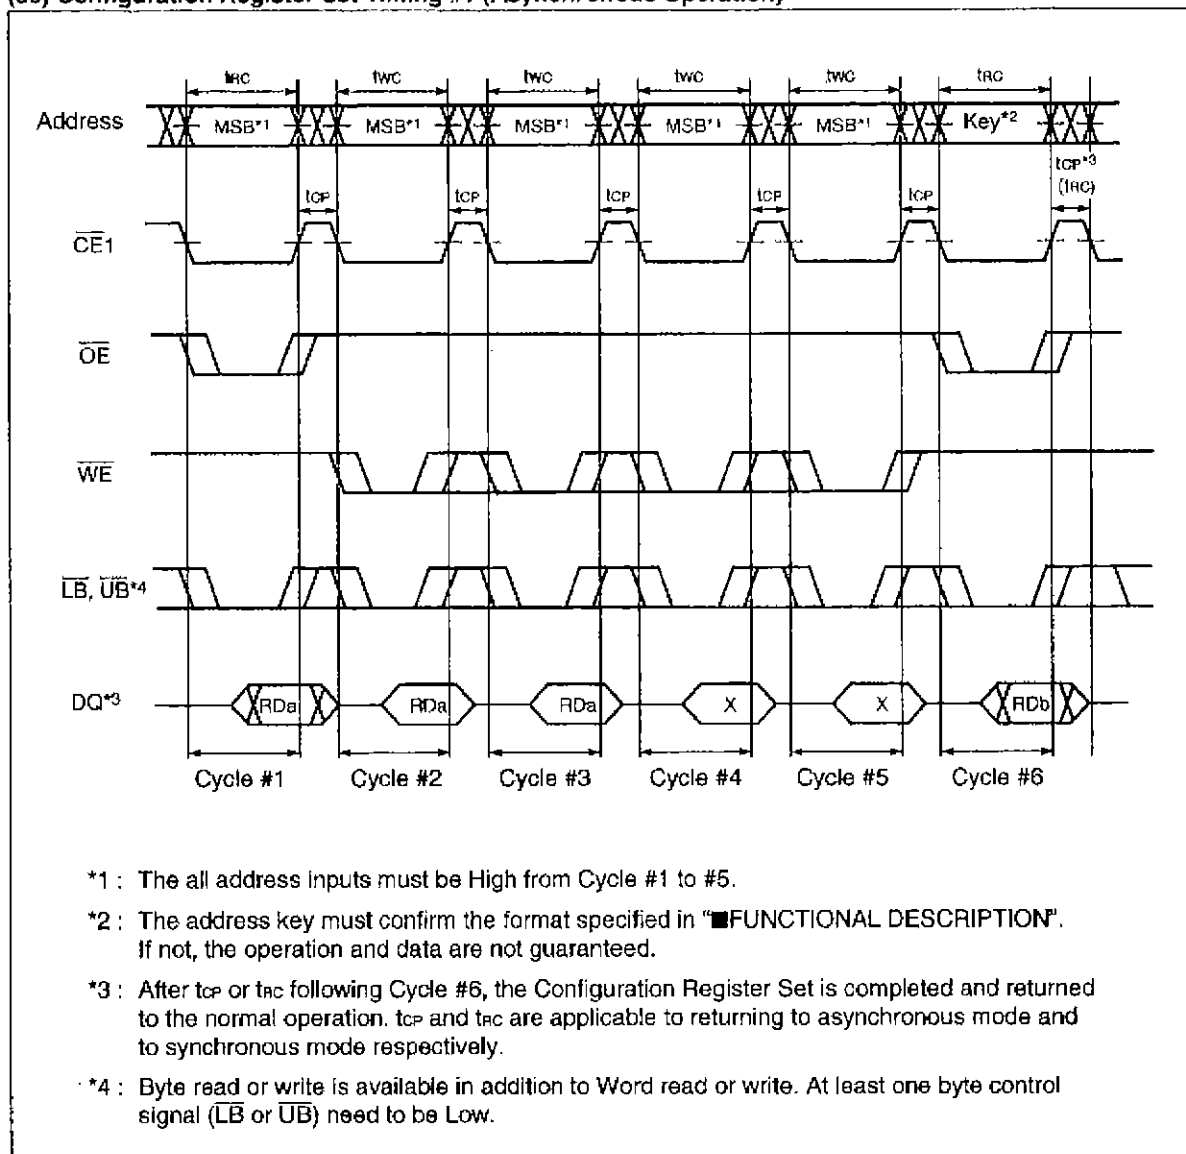 Configuration Register Set Timing #1 (Asynchronous Operation)
tRC tWC tWC tWC tWC tRC
Address MSB*1 MSB*1 MSB*1 MSB*1 MSB*1 Key*2
tCP tCP tCP tCP tCP tCP*3
(tRC)
CE1
OE
WE
LB, UB*4
DQ*3 RDa RDa RDa X X RDb
Cycle #1 Cycle #2 Cycle #3 Cycle #4 Cycle #5 Cycle #6
*1 : The all address inputs must be High from Cycle #1 to #5.
*2 : The address key must confirm the format specified in "■FUNCTIONAL DESCRIPTION".
If not, the operation and data are not guaranteed.
*3 : After tCP or tRC following Cycle #6, the Configuration Register Set is completed and returned
to the normal operation. tCP and tRC are applicable to returning to asynchronous mode and
to synchronous mode respectively.
*4 : Byte read or write is available in addition to Word read or write. At least one byte control
signal (LB or UB) need to be Low.